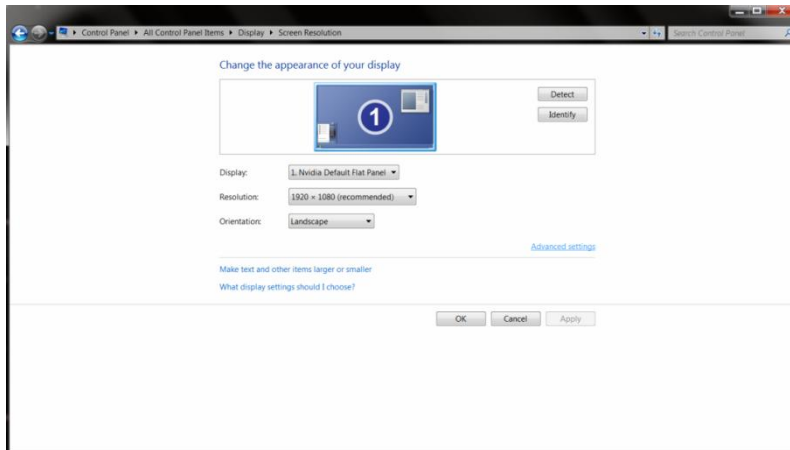 Control Panel ▸ All Control Panel Items ▸ Display ▸ Screen Resolution
Search Control Panel
Change the appearance of your display
1
Detect
Identify
Display: 1. Nvidia Default Flat Panel
Resolution: 1920 × 1080 (recommended)
Orientation: Landscape
Advanced settings
Make text and other items larger or smaller
What display settings should I choose?
OK Cancel Apply